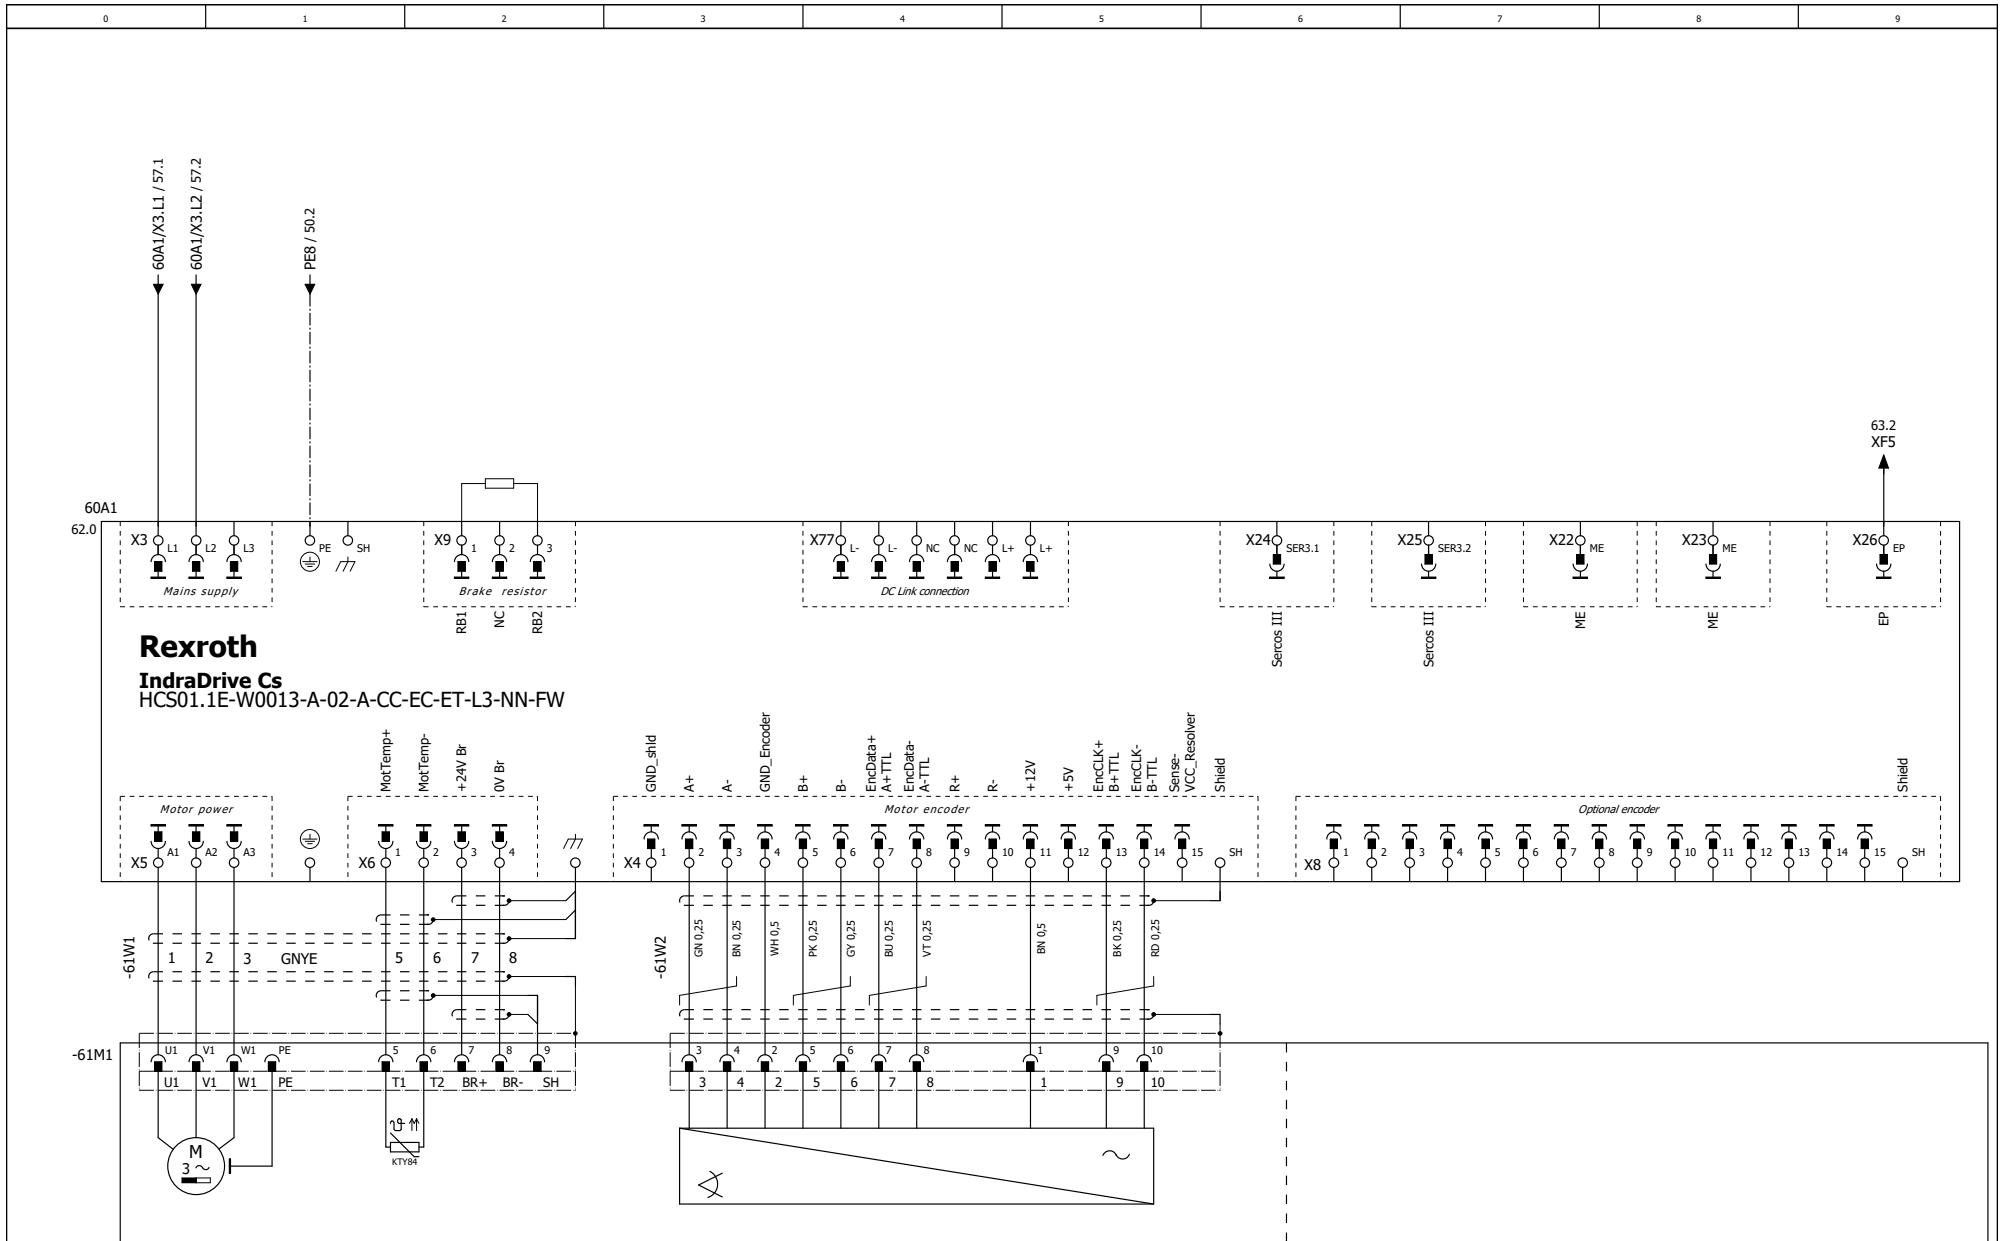 0 1 2 3 4 5 6 7 8 9
60A1/X3.L1 / 57.1
60A1/X3.L2 / 57.2
PE8 / 50.2
63.2
XF5
60A1
62.0
X3 L1 L2 L3 PE SH X9 1 2 3 X77 L- L- NC NC L+ L+ X24 SER3.1 X25 SER3.2 X22 ME X23 ME X26 EP
Mains supply Brake resistor DC Link connection
RB1 NC RB2 Sercos III Sercos III ME ME EP
Rexroth
IndraDrive Cs
HCS01.1E-W0013-A-02-A-CC-EC-ET-L3-NN-FW
MotTemp+
MotTemp-
+24V Br
0V Br
GND_shld
A+
A-
GND_Encoder
B+
B-
EncData+
A+TTL
EncData-
A-TTL
R+
R-
+12V
+5V
EncCLK+
B+TTL
EncCLK-
B-TTL
Sense-
VCC_Resolver
Shield
Shield
Motor power Motor encoder Optional encoder
X5 A1 A2 A3 X6 1 2 3 4 X4 1 2 3 4 5 6 7 8 9 10 11 12 13 14 15 SH X8 1 2 3 4 5 6 7 8 9 10 11 12 13 14 15 SH
-61W1
1 2 3 GNYE 5 6 7 8
-61W2
GN 0,25
BN 0,25
WH 0,5
PK 0,25
GY 0,25
BU 0,25
VT 0,25
BN 0,5
BK 0,25
RD 0,25
-61M1
U1 V1 W1 PE 5 6 7 8 9 3 4 2 5 6 7 8 1 9 10
U1 V1 W1 PE T1 T2 BR+ BR- SH 3 4 2 5 6 7 8 1 9 10
M
3 ~
ϑ
KTY84